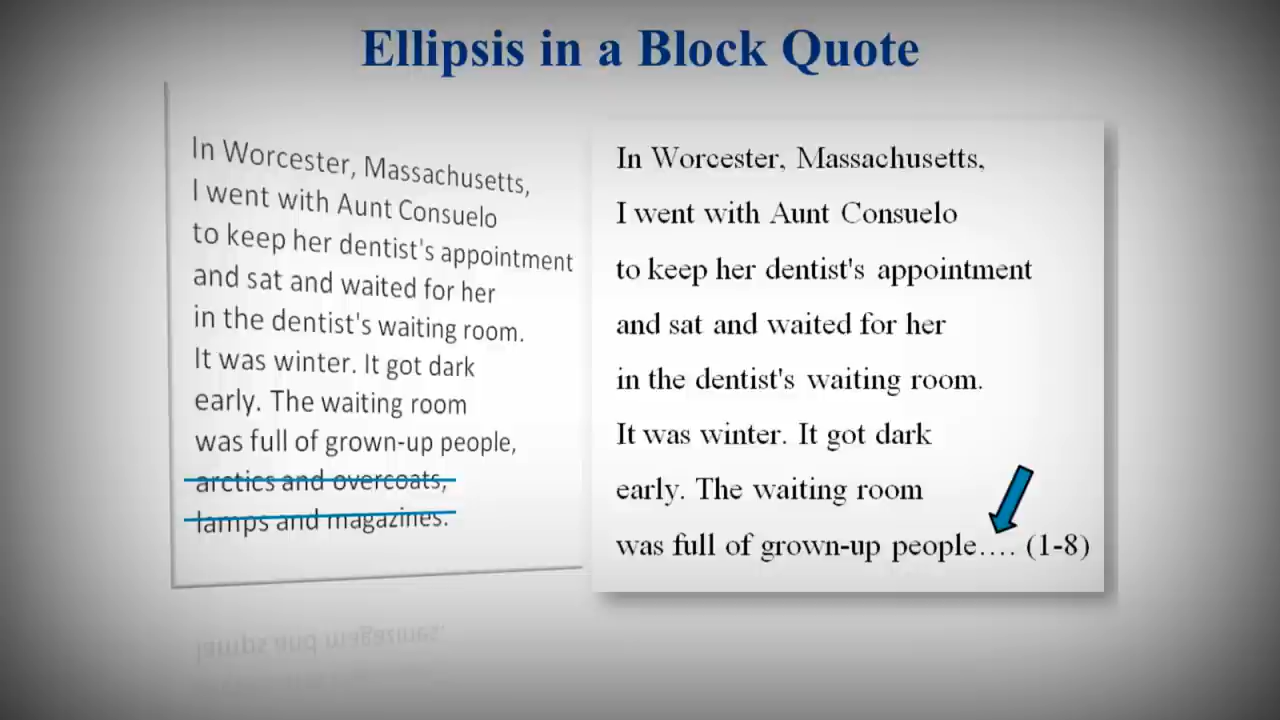 Ellipsis in a Block Quote
In Worcester, Massachusetts,
I went with Aunt Consuelo
to keep her dentist's appointment
and sat and waited for her
in the dentist's waiting room.
It was winter. It got dark
early. The waiting room
was full of grown-up people,
arctics and overcoats,
lamps and magazines.
In Worcester, Massachusetts,
I went with Aunt Consuelo
to keep her dentist's appointment
and sat and waited for her
in the dentist's waiting room.
It was winter. It got dark
early. The waiting room
was full of grown-up people.... (1-8)